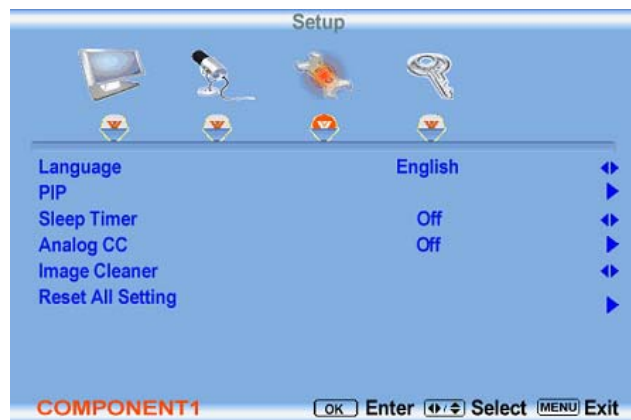 Setup
Language English
PIP
Sleep Timer Off
Analog CC Off
Image Cleaner
Reset All Setting
COMPONENT1 OK Enter Select MENU Exit